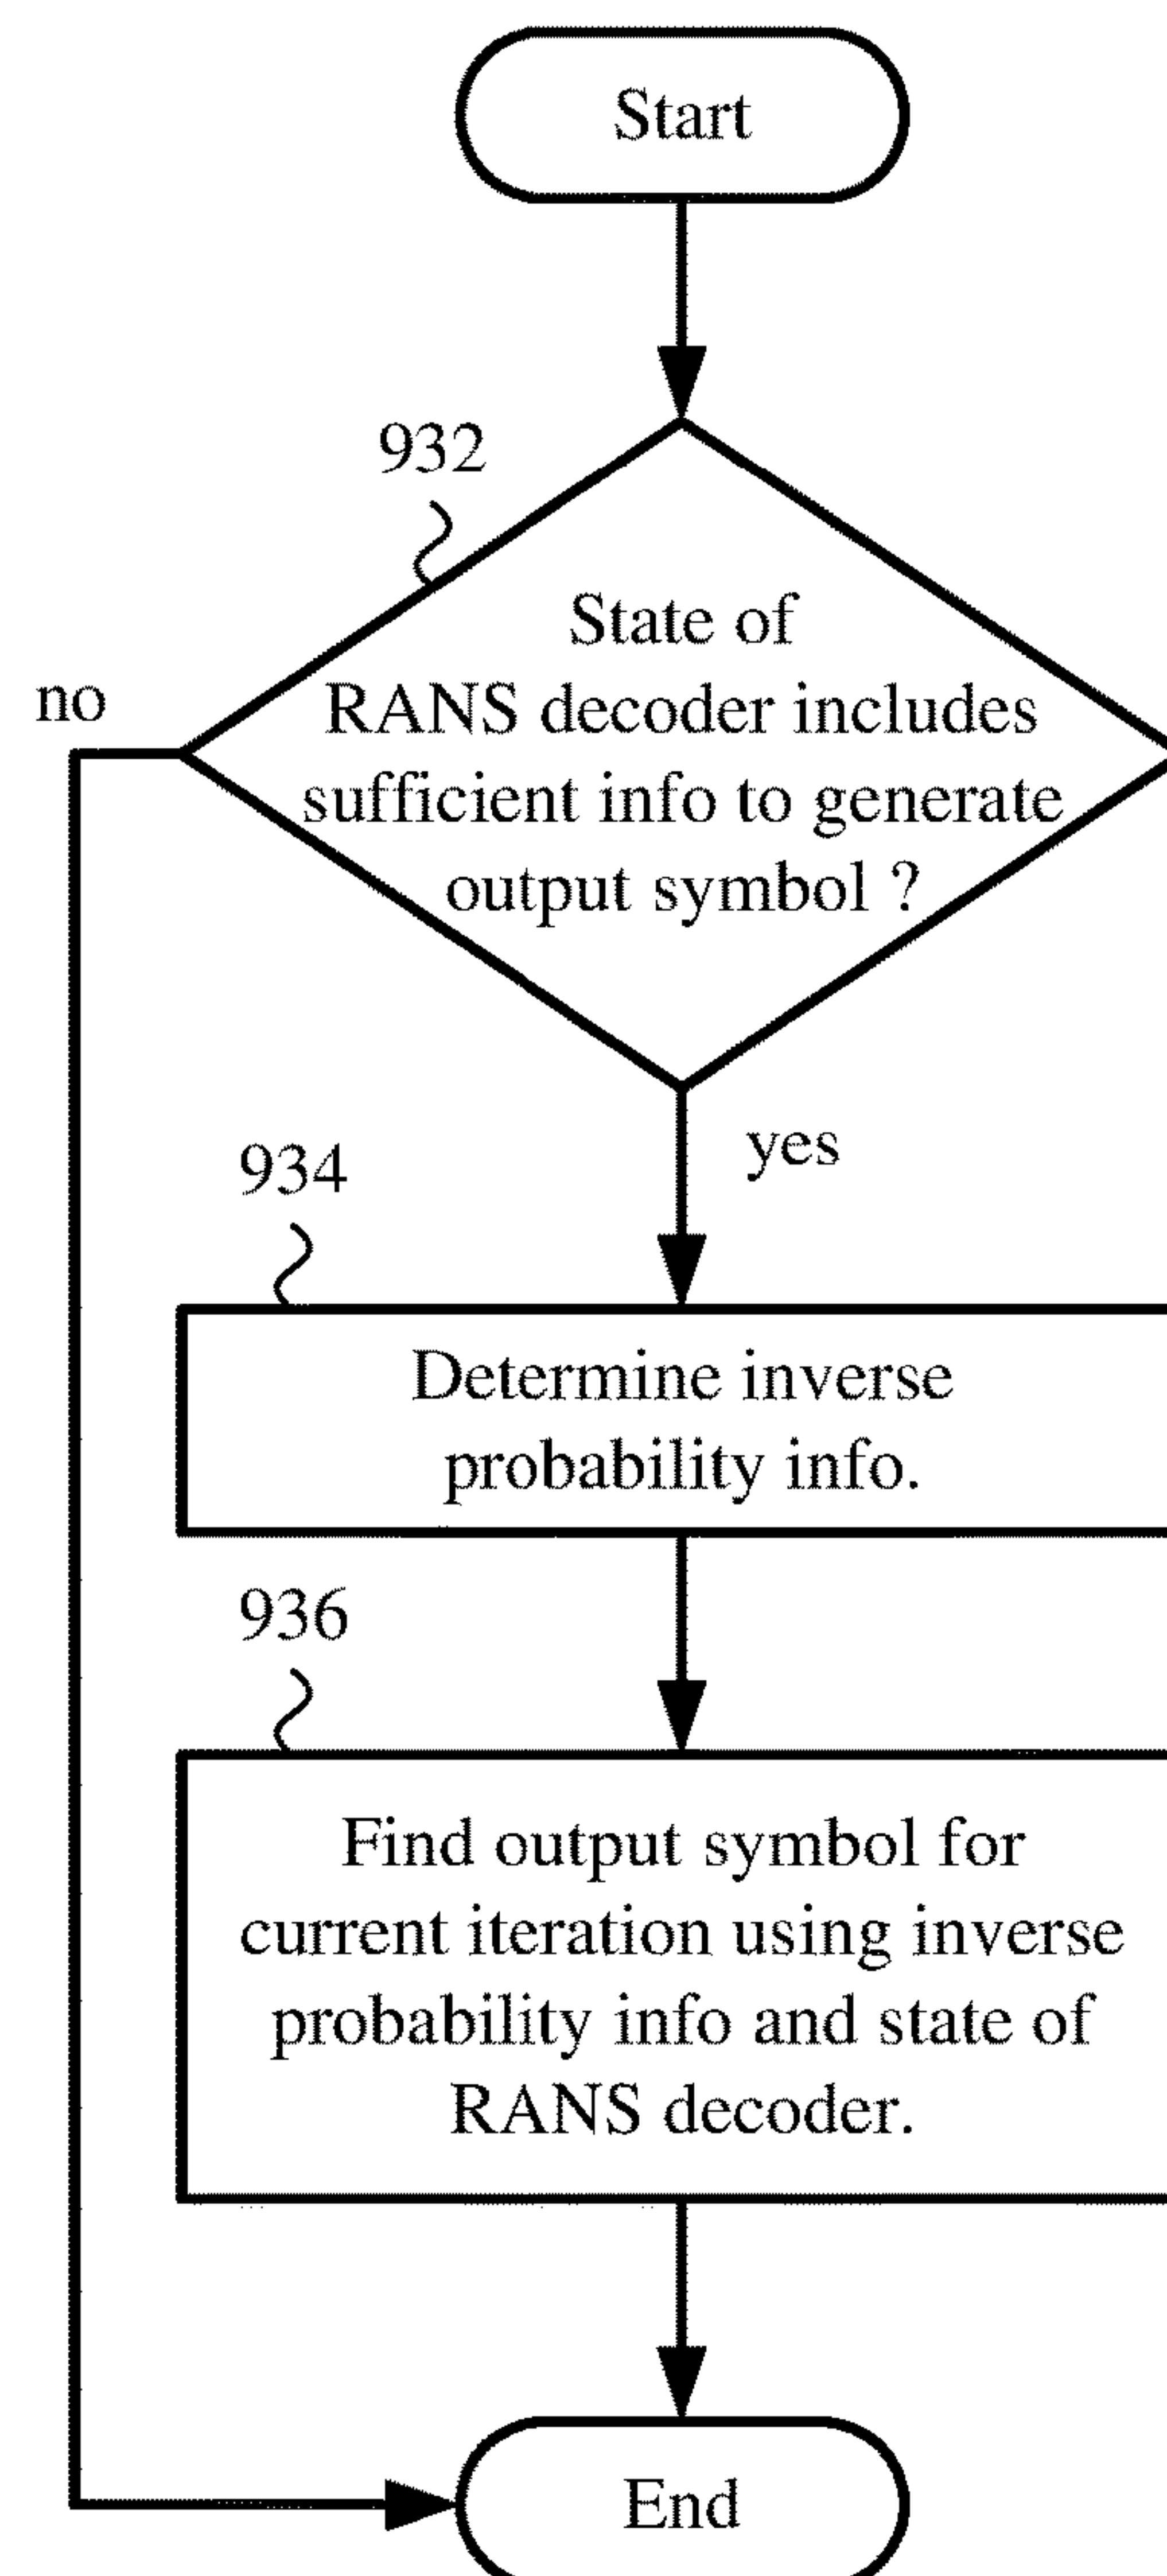 Start
932
State of
RANS decoder includes
sufficient info to generate
output symbol ?
no
yes
934
Determine inverse
probability info.
936
Find output symbol for
current iteration using inverse
probability info and state of
RANS decoder.
End